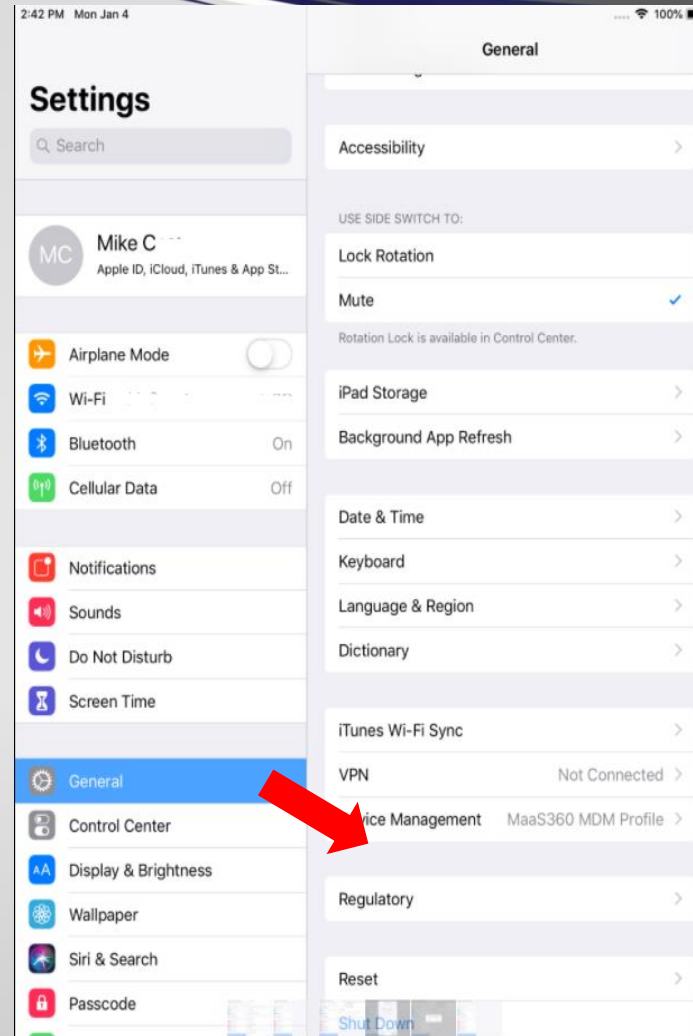 2:42 PM Mon Jan 4
100%
Settings
Search
MC
Mike C
Apple ID, iCloud, iTunes & App St...
Airplane Mode
Wi-Fi
Bluetooth On
Cellular Data Off
Notifications
Sounds
Do Not Disturb
Screen Time
General
Control Center
Display & Brightness
AA
Wallpaper
Siri & Search
Passcode
General
Accessibility
USE SIDE SWITCH TO:
Lock Rotation
Mute
Rotation Lock is available in Control Center.
iPad Storage
Background App Refresh
Date & Time
Keyboard
Language & Region
Dictionary
iTunes Wi-Fi Sync
VPN Not Connected
vice Management MaaS360 MDM Profile
Regulatory
Reset
Shut Down